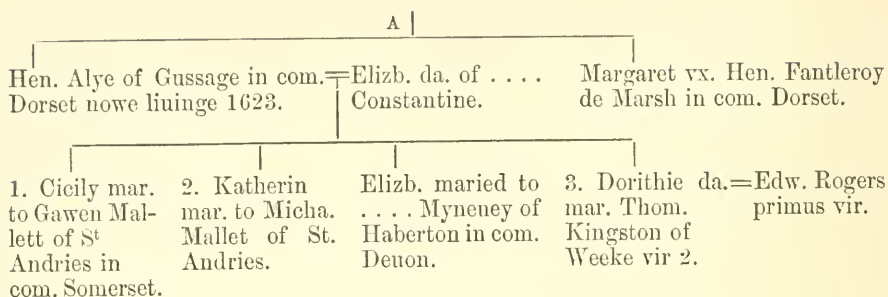 A
Hen. Alye of Gussage in com.=Elizb. da. of . . . .
Dorset nowe liuinge 1623.
Constantine.
Margaret vx. Hen. Fantleroy
de Marsh in com. Dorset.
1. Cicily mar.
to Gawen Mal-
lett of St
Andries in
com. Somerset.
2. Katherin
mar. to Micha.
Mallet of St.
Andries.
Elizb. maried to
. . . . Myneney of
Haberton in com.
Deuon.
3. Dorithie da.=Edw. Rogers
mar. Thom.
Kingston of
Weeke vir 2.
primus vir.